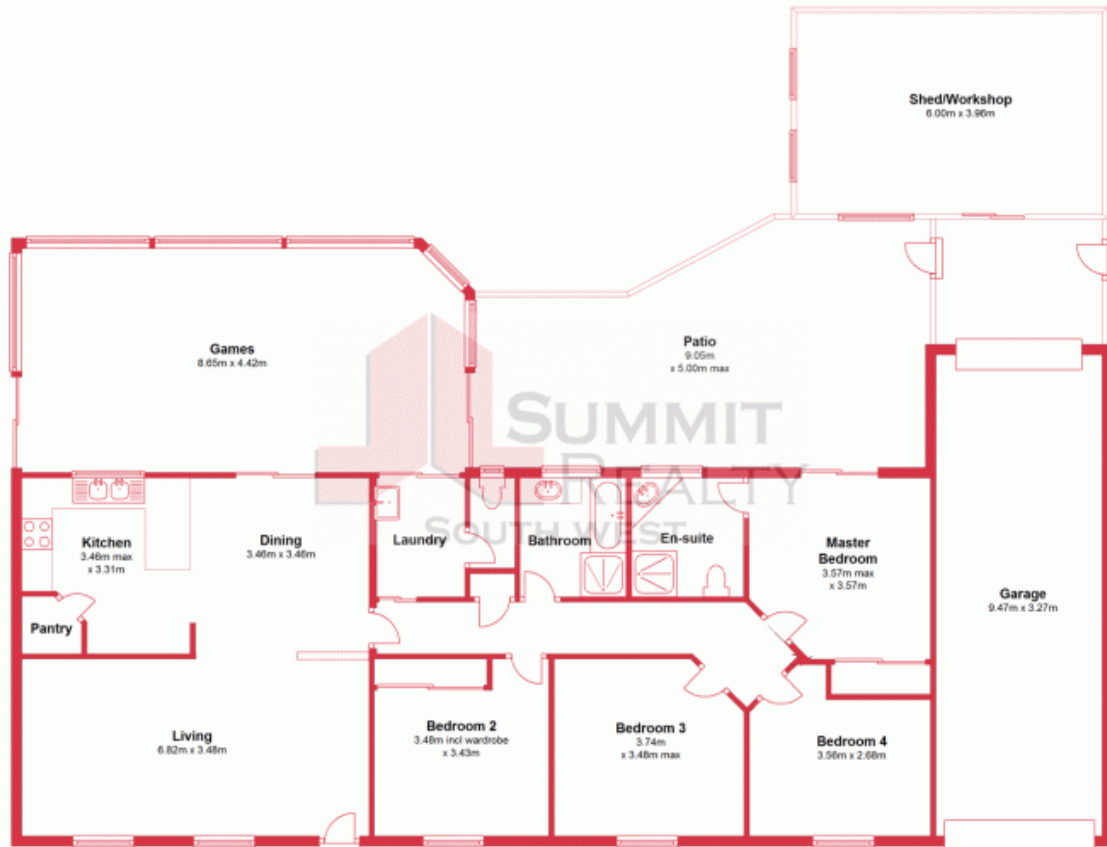 Shed/Workshop
6.00m x 3.96m
Games
8.65m x 4.42m
Patio
9.05m
x 5.00m max
SUMMIT
REALTY
SOUTH WEST
Kitchen
3.46m max
x 3.31m
Dining
3.46m x 3.46m
Laundry
Bathroom
En-suite
Master
Bedroom
3.57m max
x 3.57m
Garage
9.47m x 3.27m
Pantry
Living
6.82m x 3.48m
Bedroom 2
3.48m incl wardrobe
x 3.43m
Bedroom 3
3.74m
x 3.48m max
Bedroom 4
3.56m x 2.68m